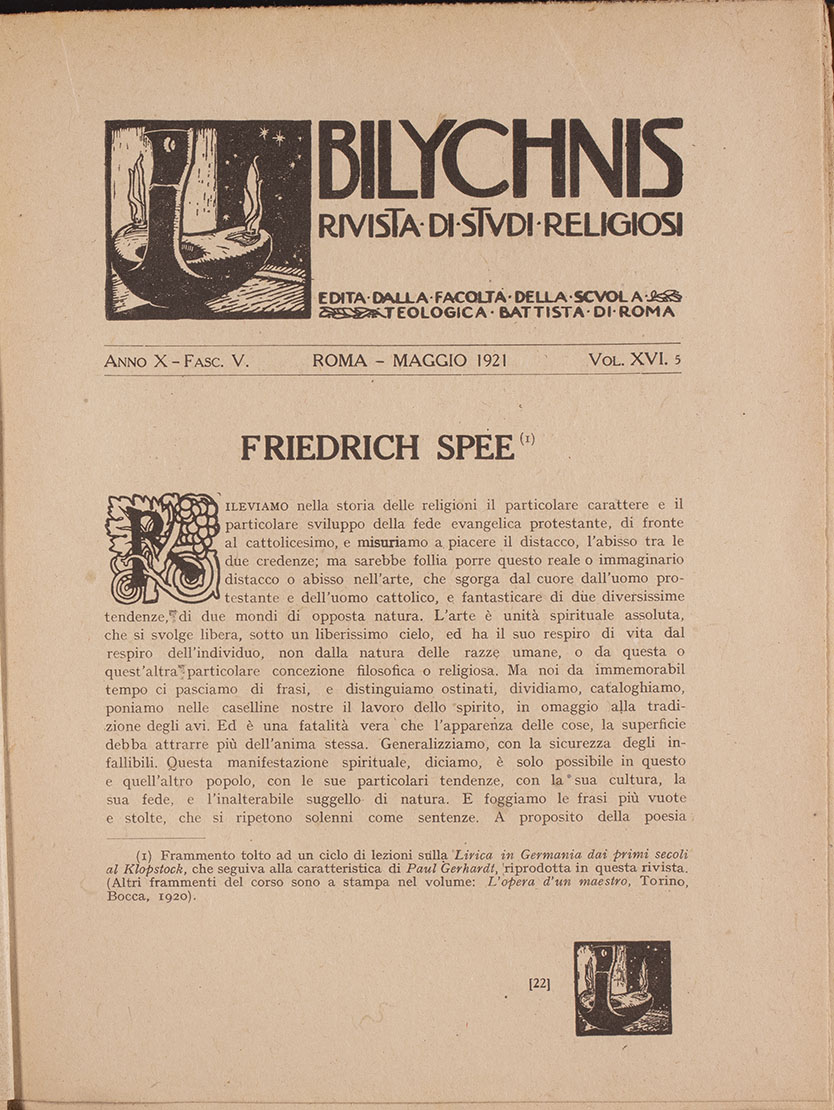 BILYCHNIS
RIVISTA·DI·STVDI·RELIGIOSI
EDITA·DALLA·FACOLTÀ·DELLA·SCVOLA
TEOLOGICA·BATTISTA·DI·ROMA
ANNO X – FASC. V.
ROMA – MAGGIO 1921
VOL. XVI. 5
FRIEDRICH SPEE (1)
RILEVIAMO nella storia delle religioni il particolare carattere e il
particolare sviluppo della fede evangelica protestante, di fronte
al cattolicesimo, e misuriamo a piacere il distacco, l'abisso tra le
due credenze; ma sarebbe follia porre questo reale o immaginario
distacco o abisso nell'arte, che sgorga dal cuore dall'uomo pro-
testante e dell'uomo cattolico, e fantasticare di due diversissime
tendenze, di due mondi di opposta natura. L'arte è unità spirituale assoluta,
che si svolge libera, sotto un liberissimo cielo, ed ha il suo respiro di vita dal
respiro dell'individuo, non dalla natura delle razze umane, o da questa o
quest'altra particolare concezione filosofica o religiosa. Ma noi da immemorabil
tempo ci pasciamo di frasi, e distinguiamo ostinati, dividiamo, cataloghiamo,
poniamo nelle caselline nostre il lavoro dello spirito, in omaggio alla tradi-
zione degli avi. Ed è una fatalità vera che l'apparenza delle cose, la superficie
debba attrarre più dell'anima stessa. Generalizziamo, con la sicurezza degli in-
fallibili. Questa manifestazione spirituale, diciamo, è solo possibile in questo
e quell'altro popolo, con le sue particolari tendenze, con la sua cultura, la
sua fede, e l'inalterabile suggello di natura. E foggiamo le frasi più vuote
e stolte, che si ripetono solenni come sentenze. A proposito della poesia
(1) Frammento tolto ad un ciclo di lezioni sulla Lirica in Germania dai primi secoli
al Klopstock, che seguiva alla caratteristica di Paul Gerhardt, riprodotta in questa rivista.
(Altri frammenti del corso sono a stampa nel volume: L'opera d'un maestro, Torino,
Bocca, 1920).
[22]